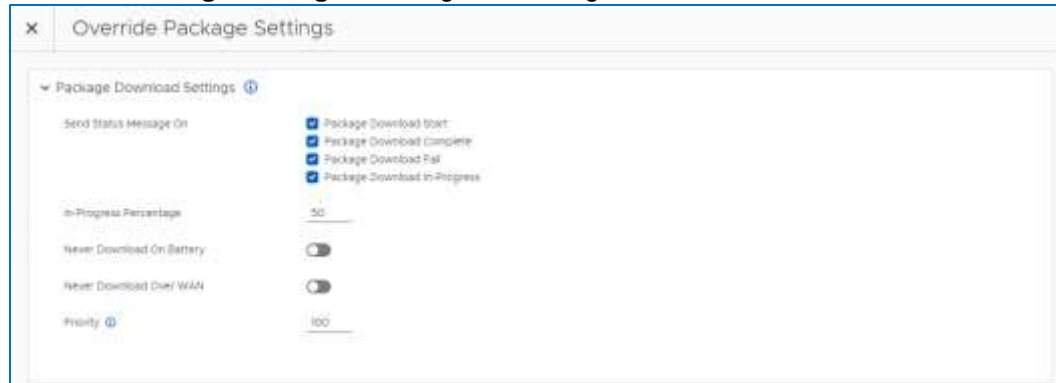 × Override Package Settings
Package Download Settings
Send Status Message On
Package Download Start
Package Download Complete
Package Download Fail
Package Download In-Progress
In-Progress Percentage 50
Never Download On Battery
Never Download Over WAN
Priority 100